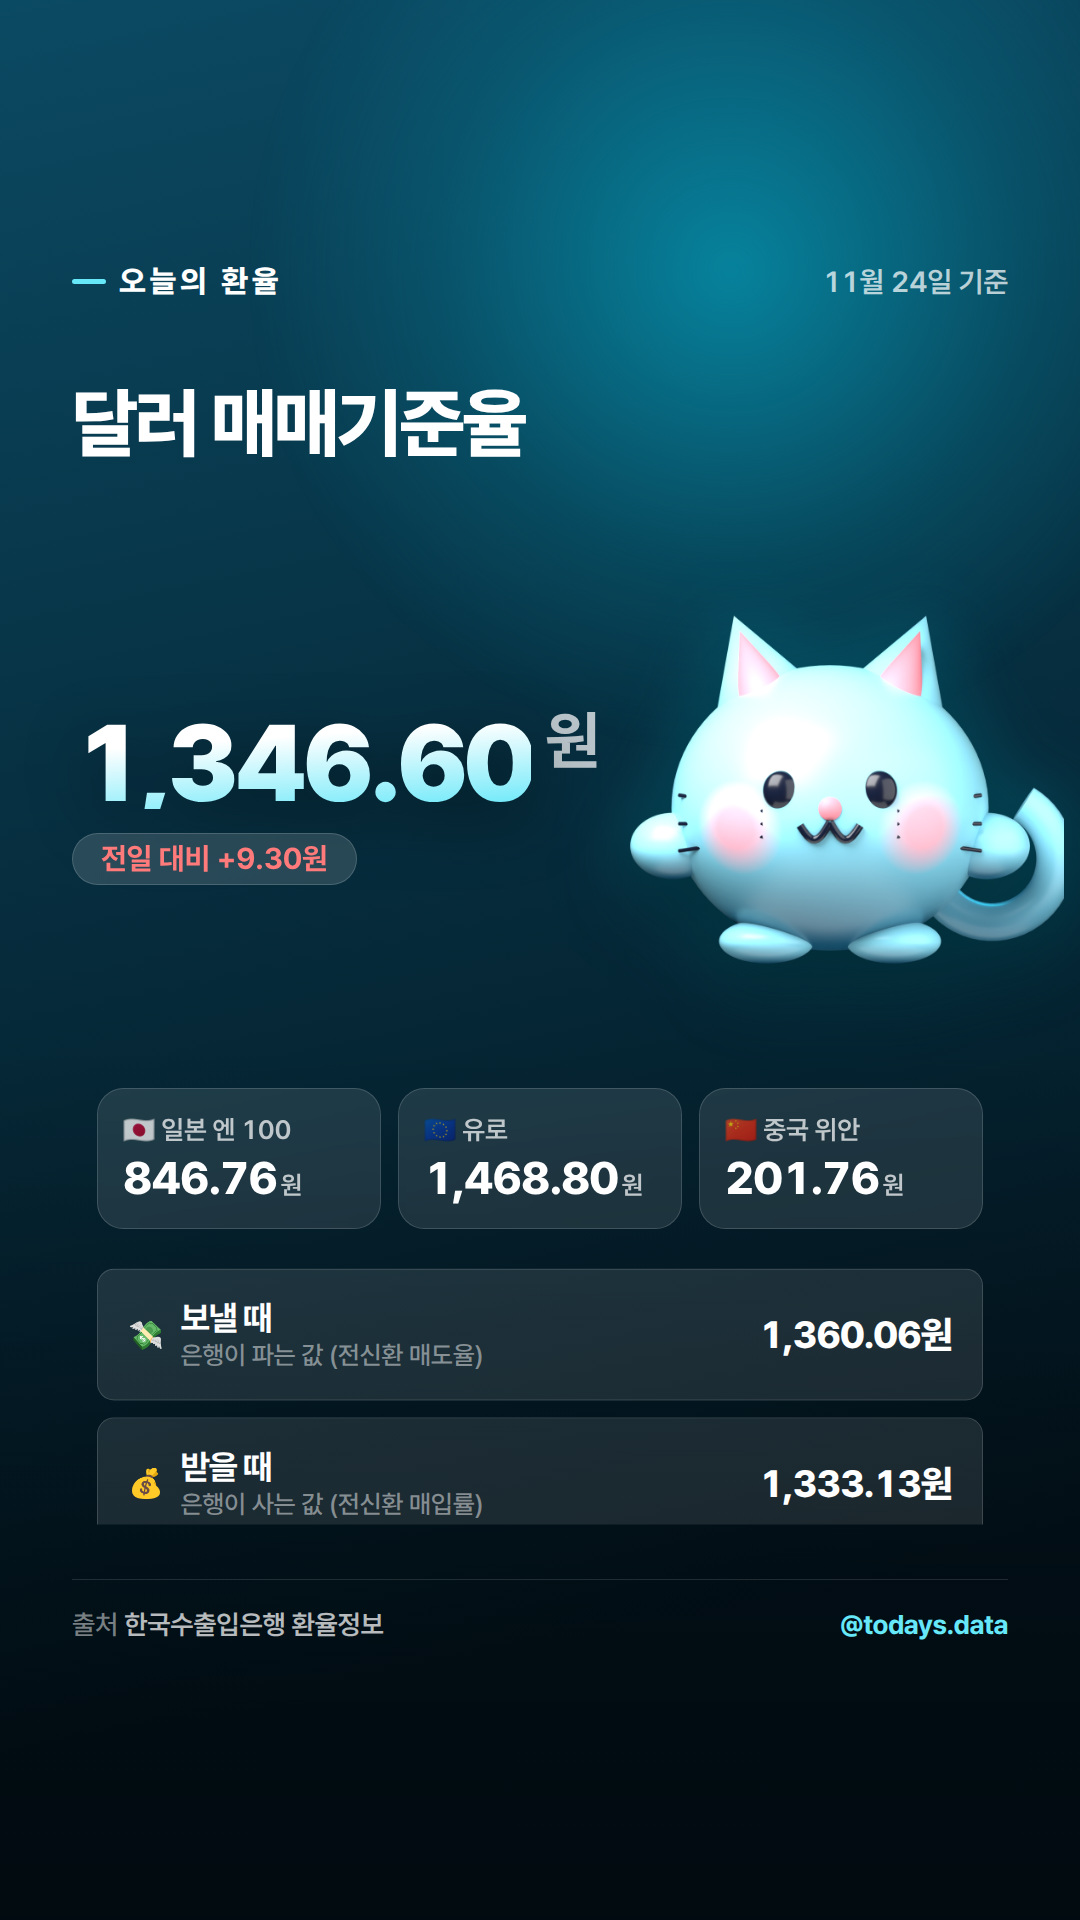 오늘의 환율
11월 24일 기준
달러 매매기준율
1,346.60 원
전일 대비 +9.30원
🇯🇵 일본 엔 100
846.76원
🇪🇺 유로
1,468.80원
🇨🇳 중국 위안
201.76원
💸 보낼 때
은행이 파는 값 (전신환 매도율)
1,360.06원
💰 받을 때
은행이 사는 값 (전신환 매입률)
1,333.13원
출처 한국수출입은행 환율정보
@todays.data